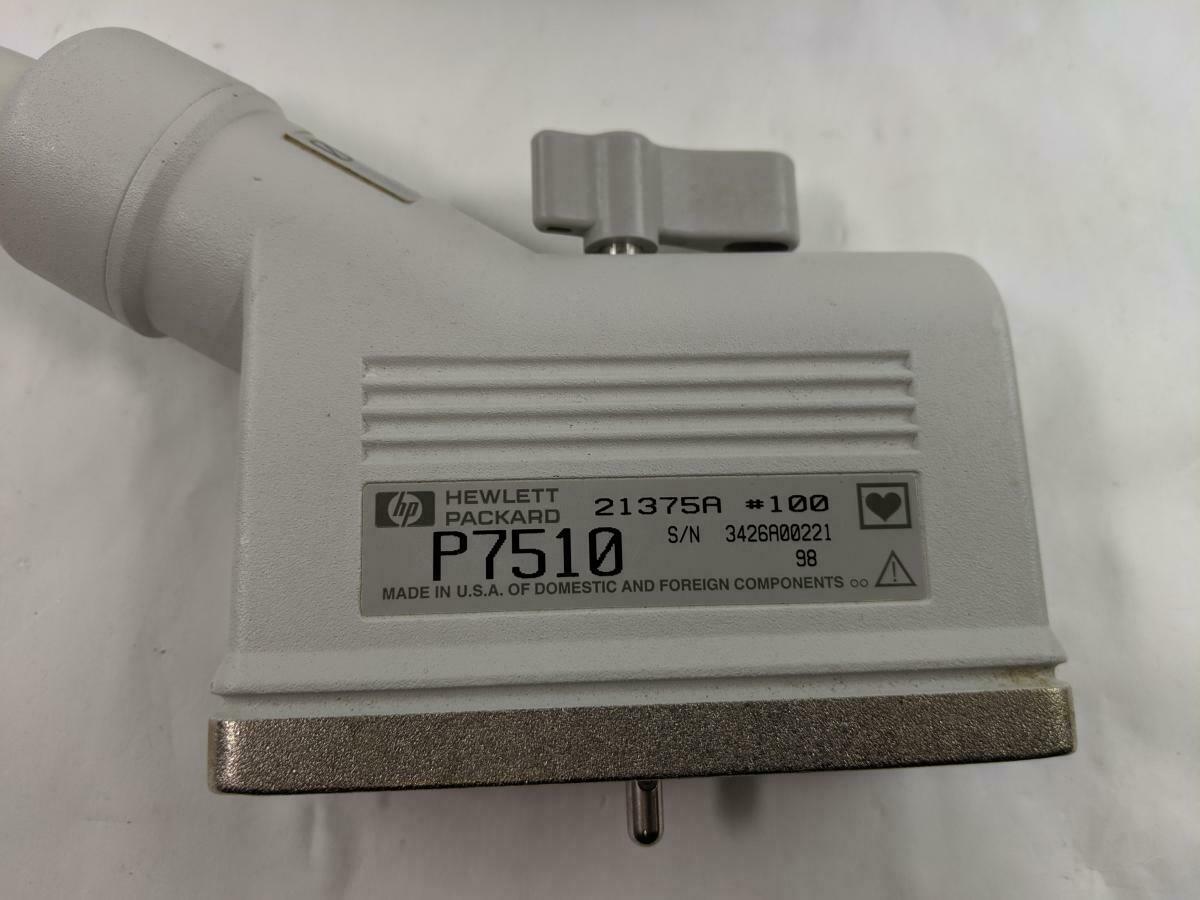 hp HEWLETT PACKARD 21375A #100
P7510 S/N 3426A00221
98
MADE IN U.S.A. OF DOMESTIC AND FOREIGN COMPONENTS